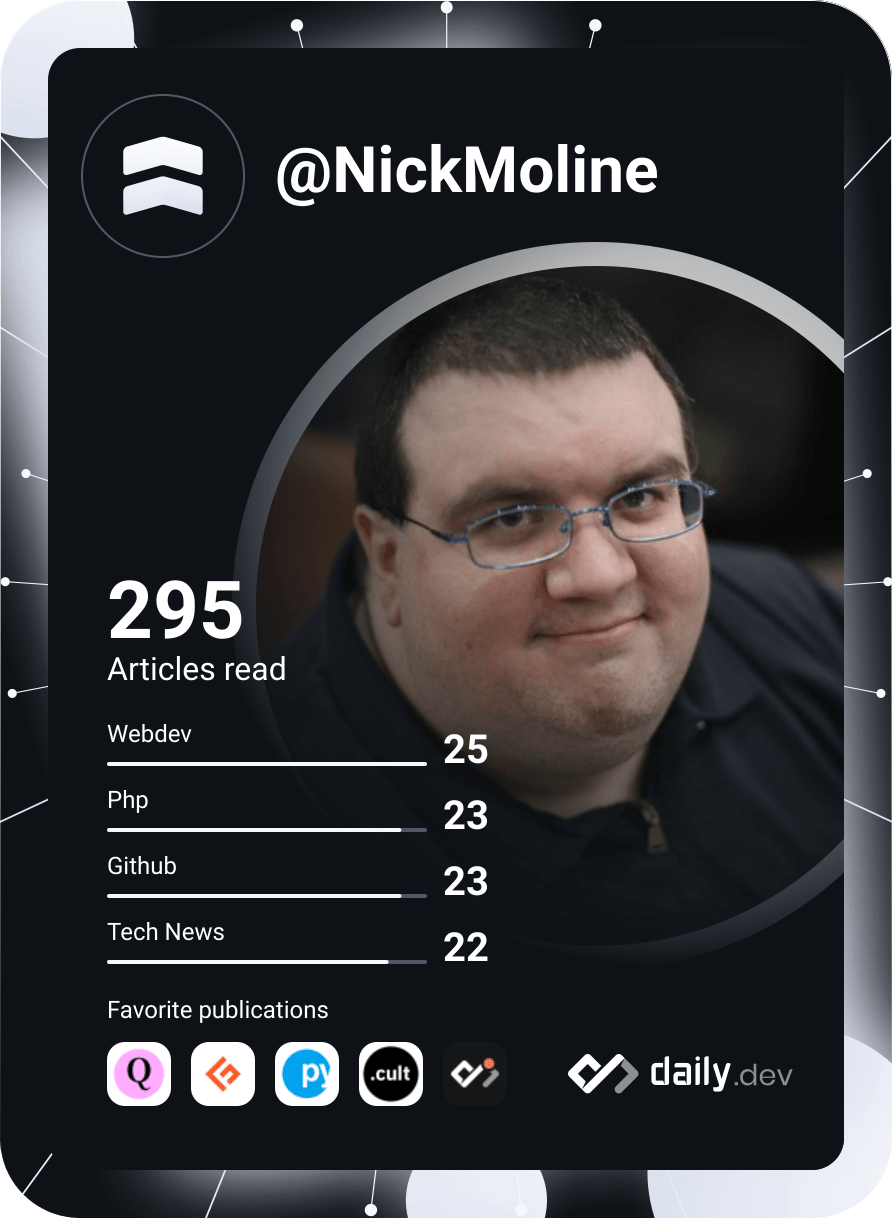 @NickMoline
295
Articles read
Webdev
25
Php
23
Github
23
Tech News
22
Favorite publications
Q
py
.cult
daily.dev